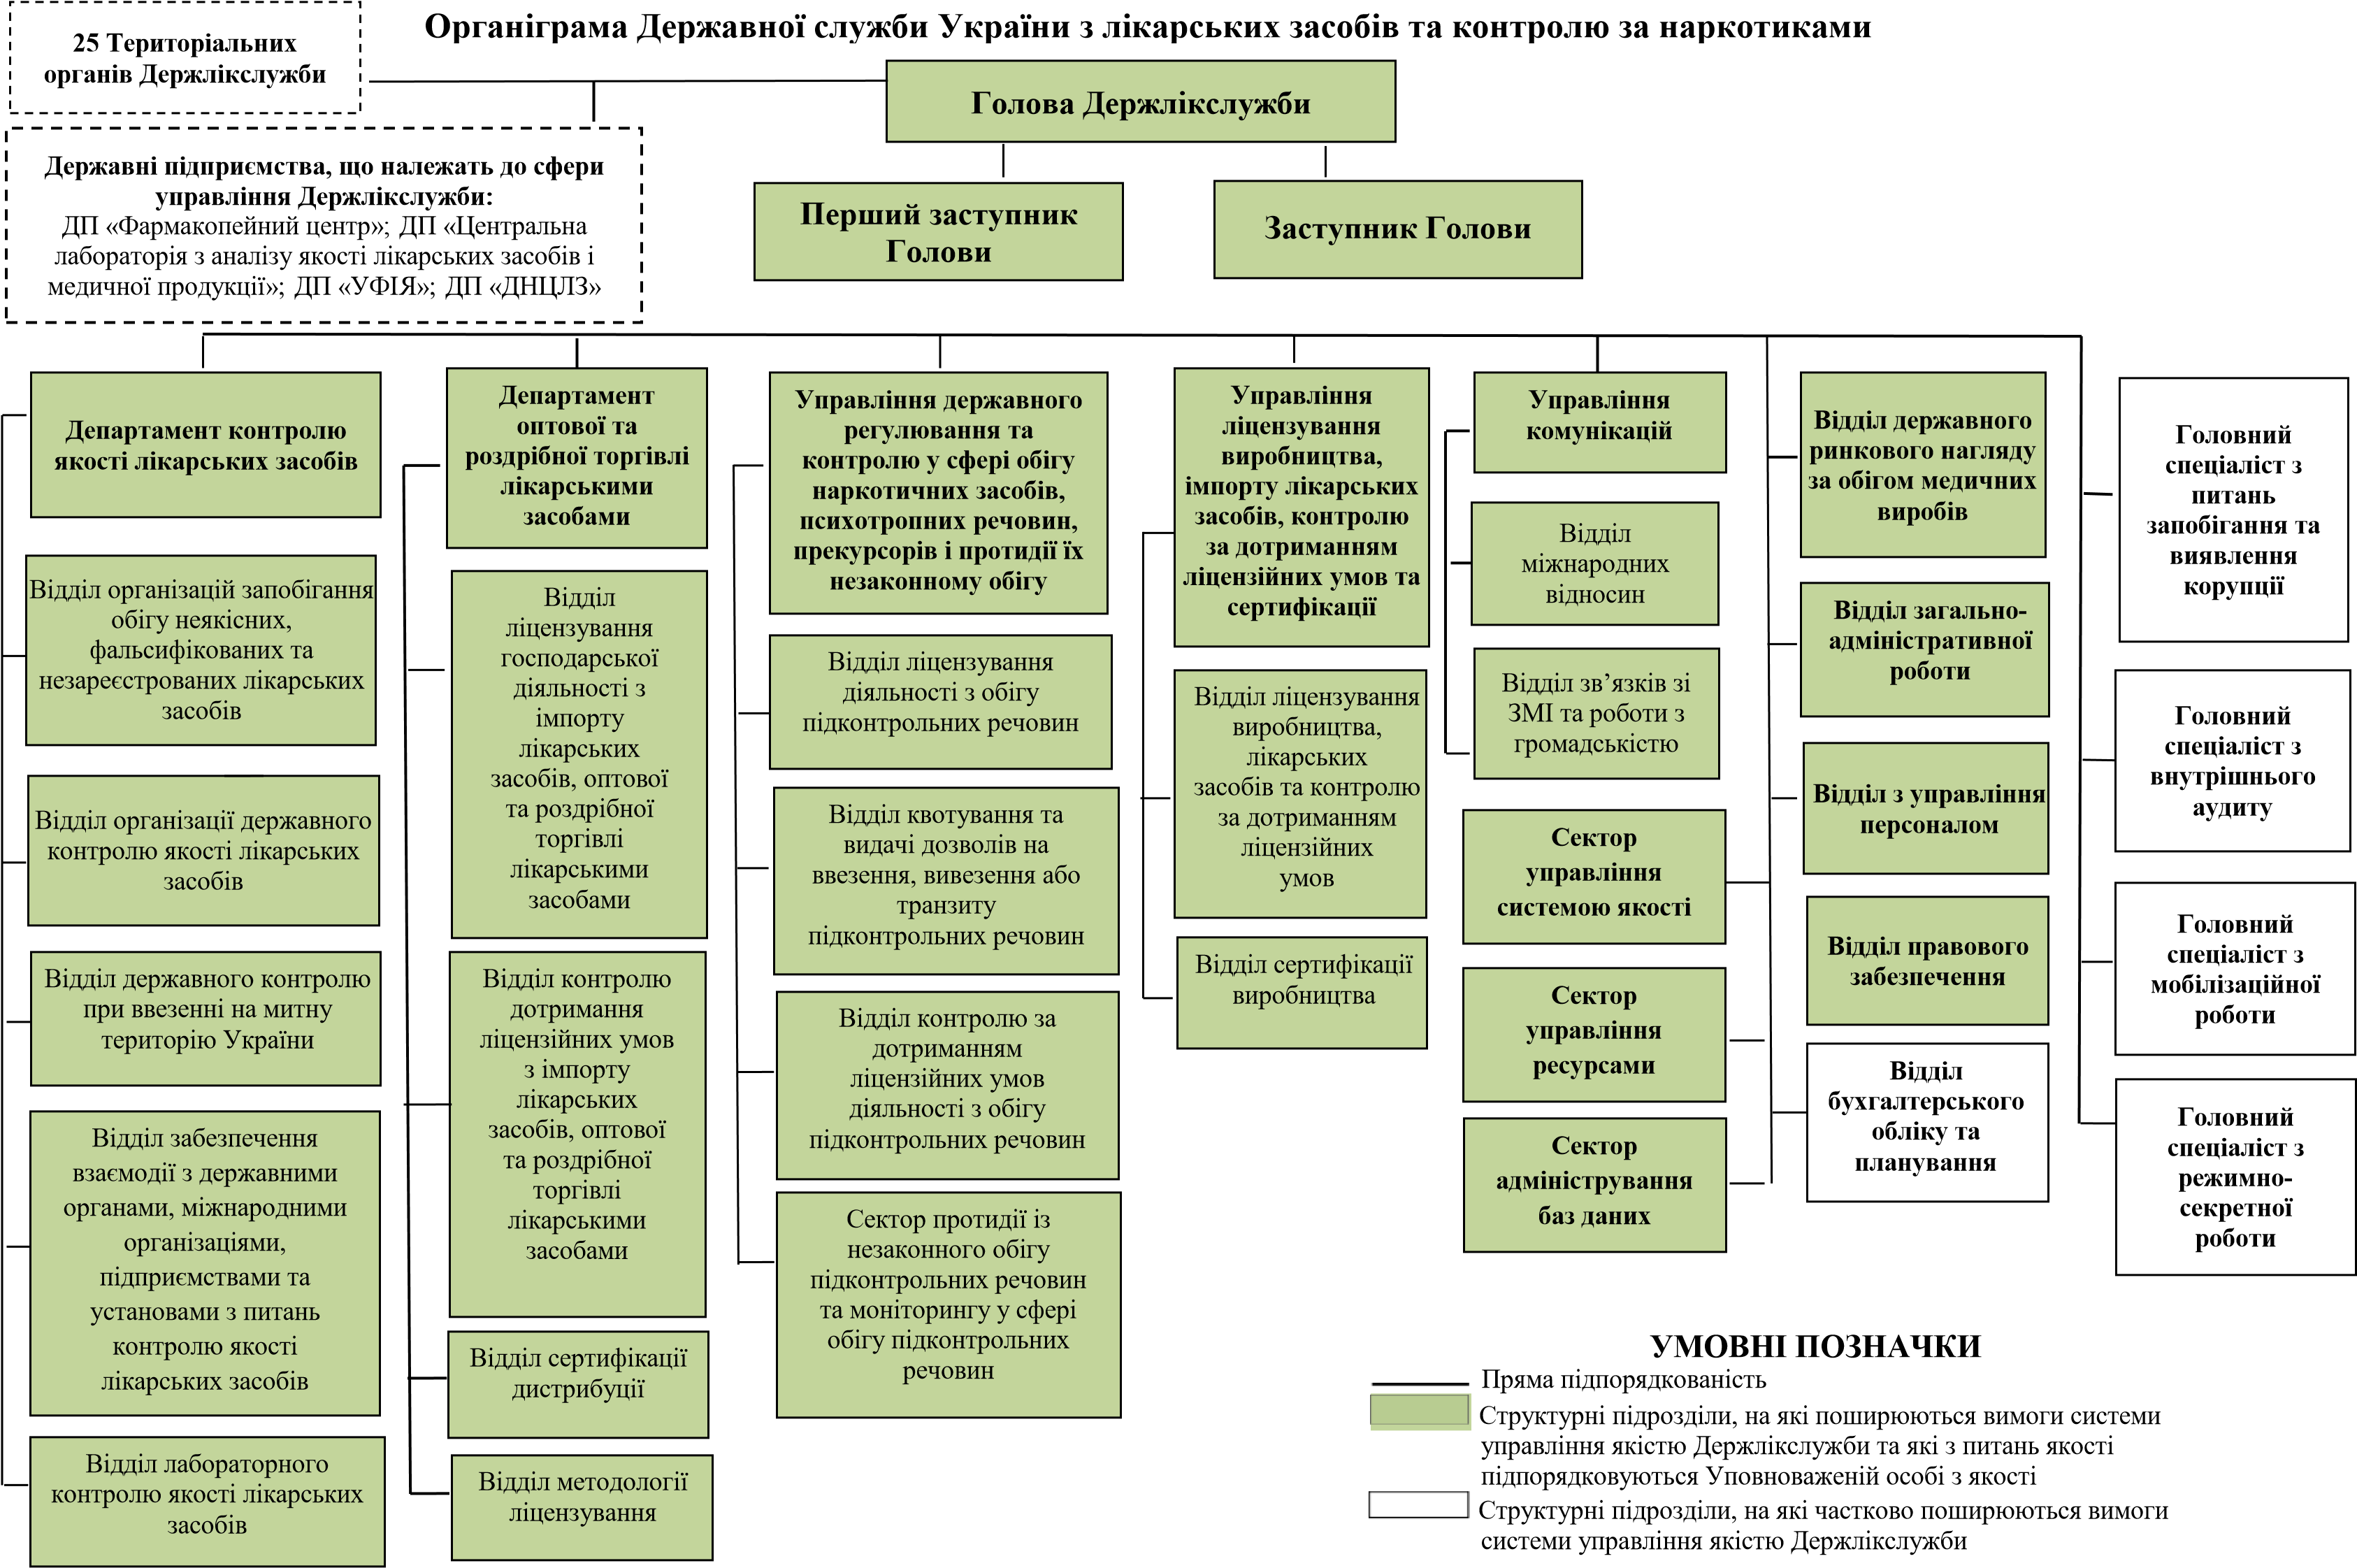 Органіграма Державної служби України з лікарських засобів та контролю за наркотиками
25 Територіальних
органів Держлікслужби
Голова Держлікслужби
Державні підприємства, що належать до сфери
управління Держлікслужби:
ДП «Фармакопейний центр»; ДП «Центральна
лабораторія з аналізу якості лікарських засобів і
медичної продукції»; ДП «УФІЯ»; ДП «ДНЦЛЗ»
Перший заступник
Голови
Заступник Голови
Департамент контролю
якості лікарських засобів
Відділ організацій запобігання
обігу неякісних,
фальсифікованих та
незареєстрованих лікарських
засобів
Відділ організації державного
контролю якості лікарських
засобів
Відділ державного контролю
при ввезенні на митну
територію України
Відділ забезпечення
взаємодії з державними
органами, міжнародними
організаціями,
підприємствами та
установами з питань
контролю якості
лікарських засобів
Відділ лабораторного
контролю якості лікарських
засобів
Департамент
оптової та
роздрібної торгівлі
лікарськими
засобами
Відділ
ліцензування
господарської
діяльності з
імпорту
лікарських
засобів, оптової
та роздрібної
торгівлі
лікарськими
засобами
Відділ контролю
дотримання
ліцензійних умов
з імпорту
лікарських
засобів, оптової
та роздрібної
торгівлі
лікарськими
засобами
Відділ сертифікації
дистрибуції
Відділ методології
ліцензування
Управління державного
регулювання та
контролю у сфері обігу
наркотичних засобів,
психотропних речовин,
прекурсорів і протидії їх
незаконному обігу
Відділ ліцензування
діяльності з обігу
підконтрольних речовин
Відділ квотування та
видачі дозволів на
ввезення, вивезення або
транзиту
підконтрольних речовин
Відділ контролю за
дотриманням
ліцензійних умов
діяльності з обігу
підконтрольних речовин
Сектор протидії із
незаконного обігу
підконтрольних речовин
та моніторингу у сфері
обігу підконтрольних
речовин
Управління
ліцензування
виробництва,
імпорту лікарських
засобів, контролю
за дотриманням
ліцензійних умов та
сертифікації
Відділ ліцензування
виробництва,
лікарських
засобів та контролю
за дотриманням
ліцензійних
умов
Відділ сертифікації
виробництва
Управління
комунікацій
Відділ
міжнародних
відносин
Відділ зв’язків зі
ЗМІ та роботи з
громадськістю
Сектор
управління
системою якості
Сектор
управління
ресурсами
Сектор
адміністрування
баз даних
Відділ державного
ринкового нагляду
за обігом медичних
виробів
Відділ загально-
адміністративної
роботи
Відділ з управління
персоналом
Відділ правового
забезпечення
Відділ
бухгалтерського
обліку та
планування
Головний
спеціаліст з
питань
запобігання та
виявлення
корупції
Головний
спеціаліст з
внутрішнього
аудиту
Головний
спеціаліст з
мобілізаційної
роботи
Головний
спеціаліст з
режимно-
секретної
роботи
УМОВНІ ПОЗНАЧКИ
Пряма підпорядкованість
Структурні підрозділи, на які поширюються вимоги системи
управління якістю Держлікслужби та які з питань якості
підпорядковуються Уповноваженій особі з якості
Структурні підрозділи, на які частково поширюються вимоги
системи управління якістю Держлікслужби